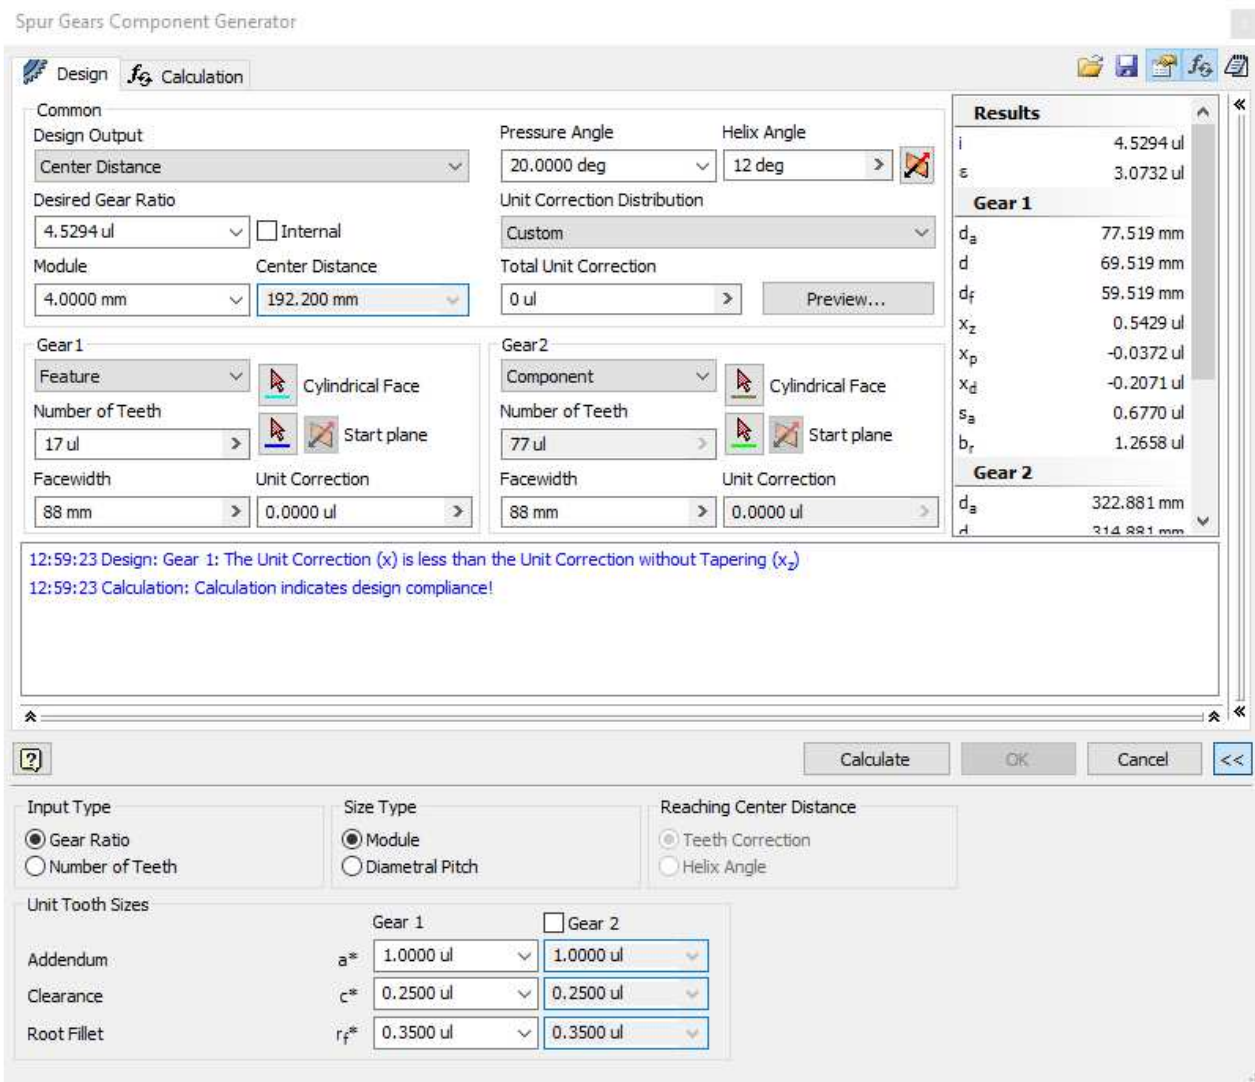 Spur Gears Component Generator
Design
Calculation
Common
Design Output
Center Distance
Pressure Angle
20.0000 deg
Helix Angle
12 deg
Desired Gear Ratio
4.5294 ul
Internal
Unit Correction Distribution
Custom
Module
4.0000 mm
Center Distance
192.200 mm
Total Unit Correction
0 ul
Preview...
Gear1
Feature
Cylindrical Face
Number of Teeth
17 ul
Start plane
Facewidth
88 mm
Unit Correction
0.0000 ul
Gear2
Component
Cylindrical Face
Number of Teeth
77 ul
Start plane
Facewidth
88 mm
Unit Correction
0.0000 ul
Results
i 4.5294 ul
ε 3.0732 ul
Gear 1
da 77.519 mm
d 69.519 mm
df 59.519 mm
xz 0.5429 ul
xp -0.0372 ul
xd -0.2071 ul
sa 0.6770 ul
br 1.2658 ul
Gear 2
da 322.881 mm
d 314.881 mm
12:59:23 Design: Gear 1: The Unit Correction (x) is less than the Unit Correction without Tapering (xz)
12:59:23 Calculation: Calculation indicates design compliance!
Calculate
OK
Cancel
<<
Input Type
Gear Ratio
Number of Teeth
Size Type
Module
Diametral Pitch
Reaching Center Distance
Teeth Correction
Helix Angle
Unit Tooth Sizes
Gear 1 Gear 2
Addendum a* 1.0000 ul 1.0000 ul
Clearance c* 0.2500 ul 0.2500 ul
Root Fillet rf* 0.3500 ul 0.3500 ul